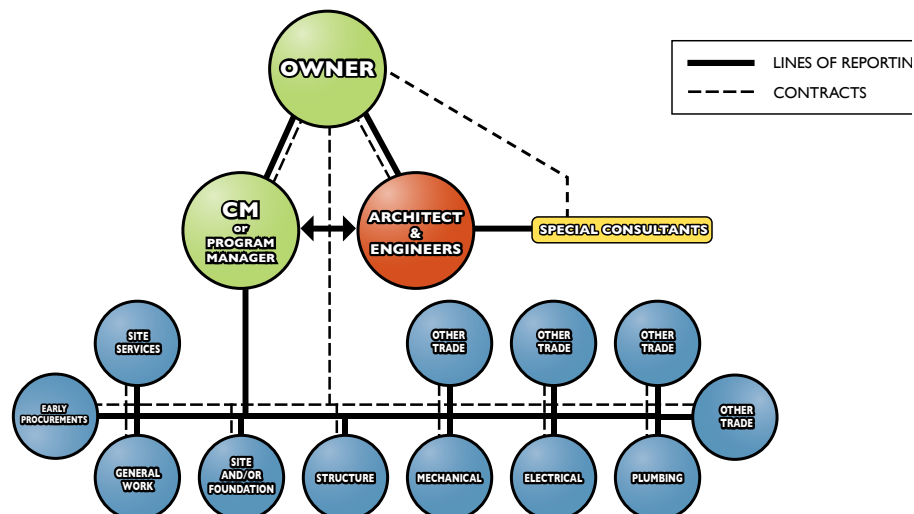 OWNER
LINES OF REPORTIN
CONTRACTS
CM
or
PROGRAM
MANAGER
ARCHITECT
&
ENGINEERS
SPECIAL CONSULTANTS
SITE
SERVICES
OTHER
TRADE
OTHER
TRADE
OTHER
TRADE
EARLY
PROCUREMENTS
OTHER
TRADE
GENERAL
WORK
SITE
AND/OR
FOUNDATION
STRUCTURE
MECHANICAL
ELECTRICAL
PLUMBING